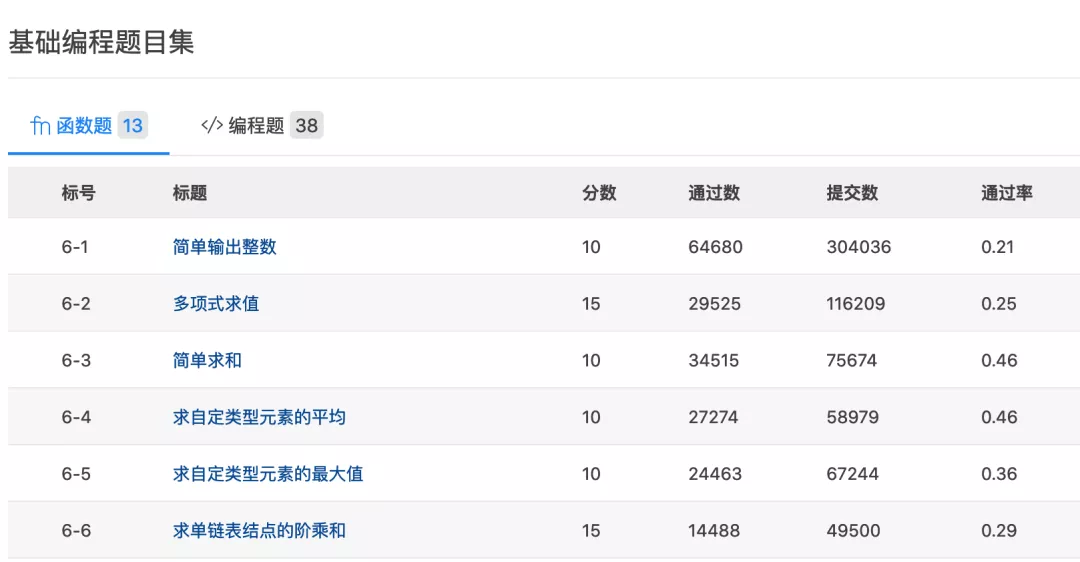 基础编程题目集
fn 函数题 13 </> 编程题 38
标号 标题 分数 通过数 提交数 通过率
6-1 简单输出整数 10 64680 304036 0.21
6-2 多项式求值 15 29525 116209 0.25
6-3 简单求和 10 34515 75674 0.46
6-4 求自定类型元素的平均 10 27274 58979 0.46
6-5 求自定类型元素的最大值 10 24463 67244 0.36
6-6 求单链表结点的阶乘和 15 14488 49500 0.29